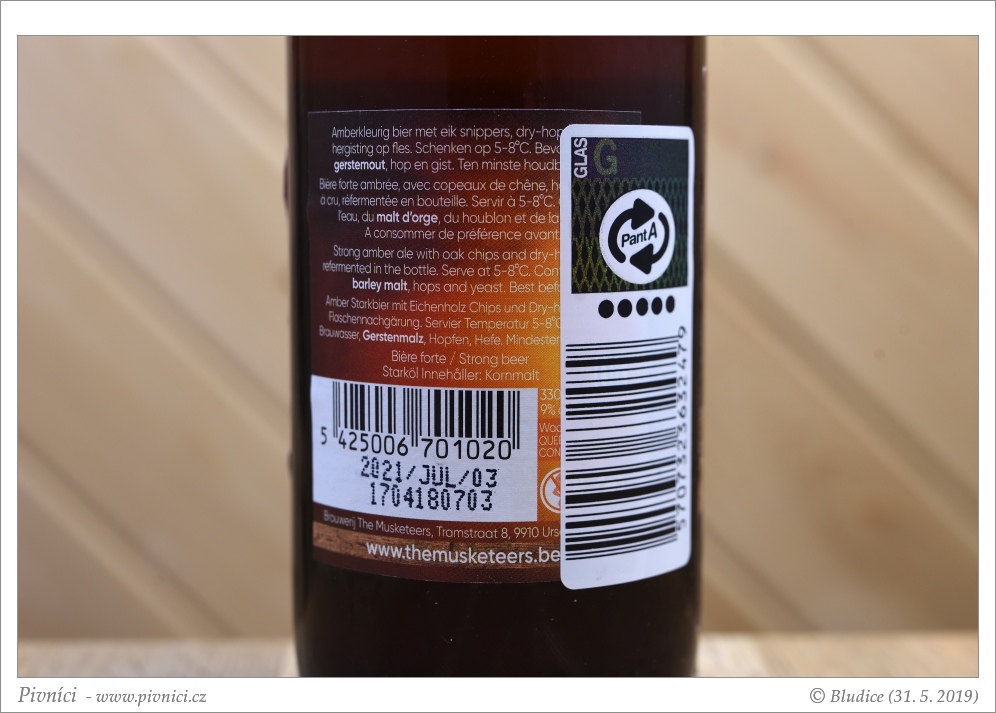 Amberkleurig bier met eik snippers, dry-hop
hergisting op fles. Schenken op 5-8°C. Beva
gerstemout, hop en gist. Ten minste houdb
Bière forte ambrée, avec copeaux de chêne, h
à cru, réfermentée en bouteille. Servir à 5-8°C.
l'eau, du malt d'orge, du houblon et de la
A consommer de préférence avant
Strong amber ale with oak chips and dry-h
refermented in the bottle. Serve at 5-8°C. Con
barley malt, hops and yeast. Best bef
Amber Starkbier mit Eichenholz Chips und Dry-h
Flaschennachgärung. Servier Temperatur 5-8°C
Brauwasser, Gerstenmalz, Hopfen, Hefe. Mindesten
Bière forte / Strong beer
Starköl Innehåller: Kornmalt
330
9%
5 425006 701020
2021/JUL/03
1704180703
Brouwerij The Musketeers, Tramstraat 8, 9910 Urs
www.themusketeers.be
GLAS
G
Pant A
5707323632479
Pivníci - www.pivnici.cz
© Bludice (31. 5. 2019)